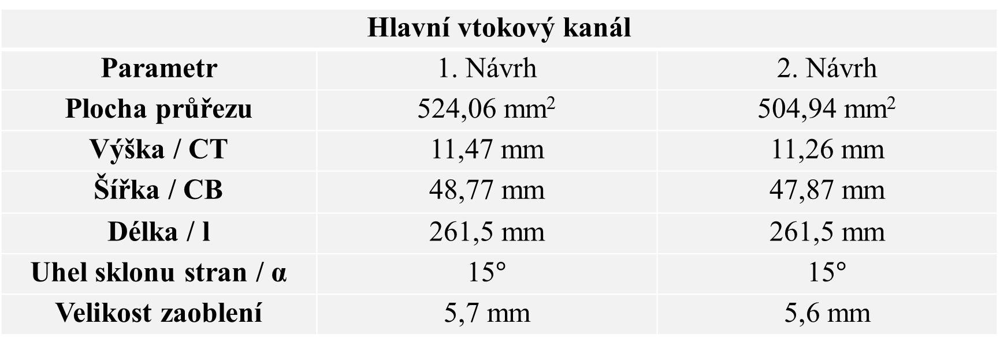 Hlavní vtokový kanál
Parametr 1. Návrh 2. Návrh
Plocha průřezu 524,06 mm² 504,94 mm²
Výška / CT 11,47 mm 11,26 mm
Šířka / CB 48,77 mm 47,87 mm
Délka / l 261,5 mm 261,5 mm
Uhel sklonu stran / α 15° 15°
Velikost zaoblení 5,7 mm 5,6 mm